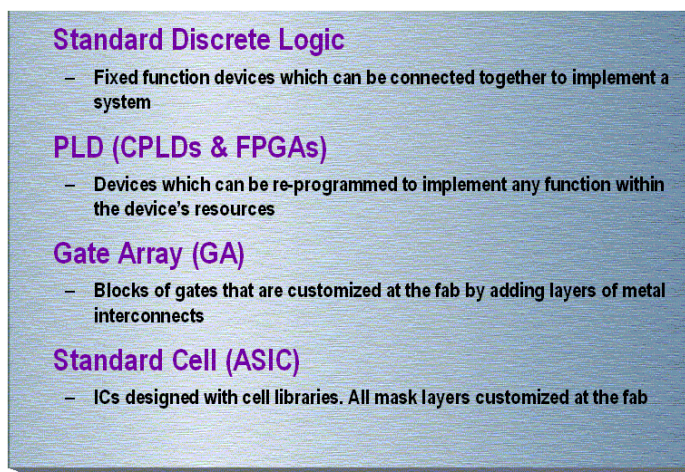 Standard Discrete Logic
– Fixed function devices which can be connected together to implement a
system
PLD (CPLDs & FPGAs)
– Devices which can be re-programmed to implement any function within
the device's resources
Gate Array (GA)
– Blocks of gates that are customized at the fab by adding layers of metal
interconnects
Standard Cell (ASIC)
– ICs designed with cell libraries. All mask layers customized at the fab